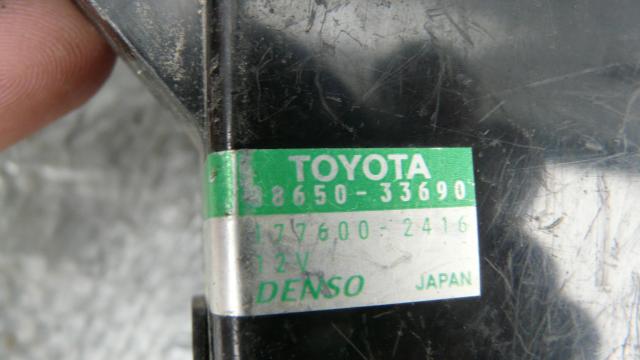 TOYOTA
88650-33690
177600-2416
12V
DENSO JAPAN